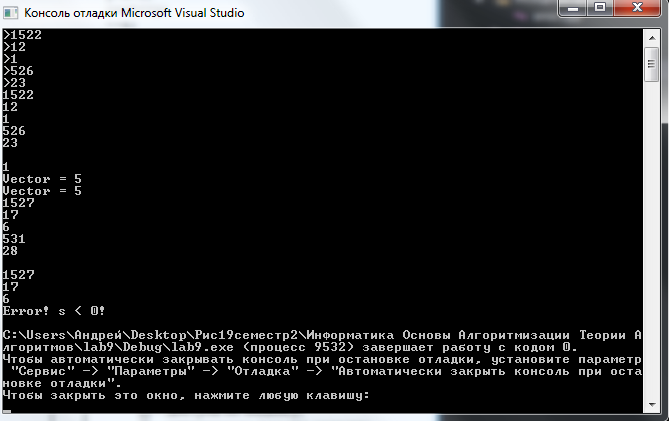 Консоль отладки Microsoft Visual Studio
>1522
>12
>1
>526
>23
1522
12
1
526
23
1
Vector = 5
Vector = 5
1527
17
6
531
28
1527
17
6
Error! s < 0!
C:\Users\Андрей\Desktop\Рис19семестр2\Информатика Основы Алгоритмизации Теории А
лгоритмов\lab9\Debug\lab9.exe (процесс 9532) завершает работу с кодом 0.
Чтобы автоматически закрывать консоль при остановке отладки, установите параметр
"Сервис" -> "Параметры" -> "Отладка" -> "Автоматически закрыть консоль при оста
новке отладки".
Чтобы закрыть это окно, нажмите любую клавишу: